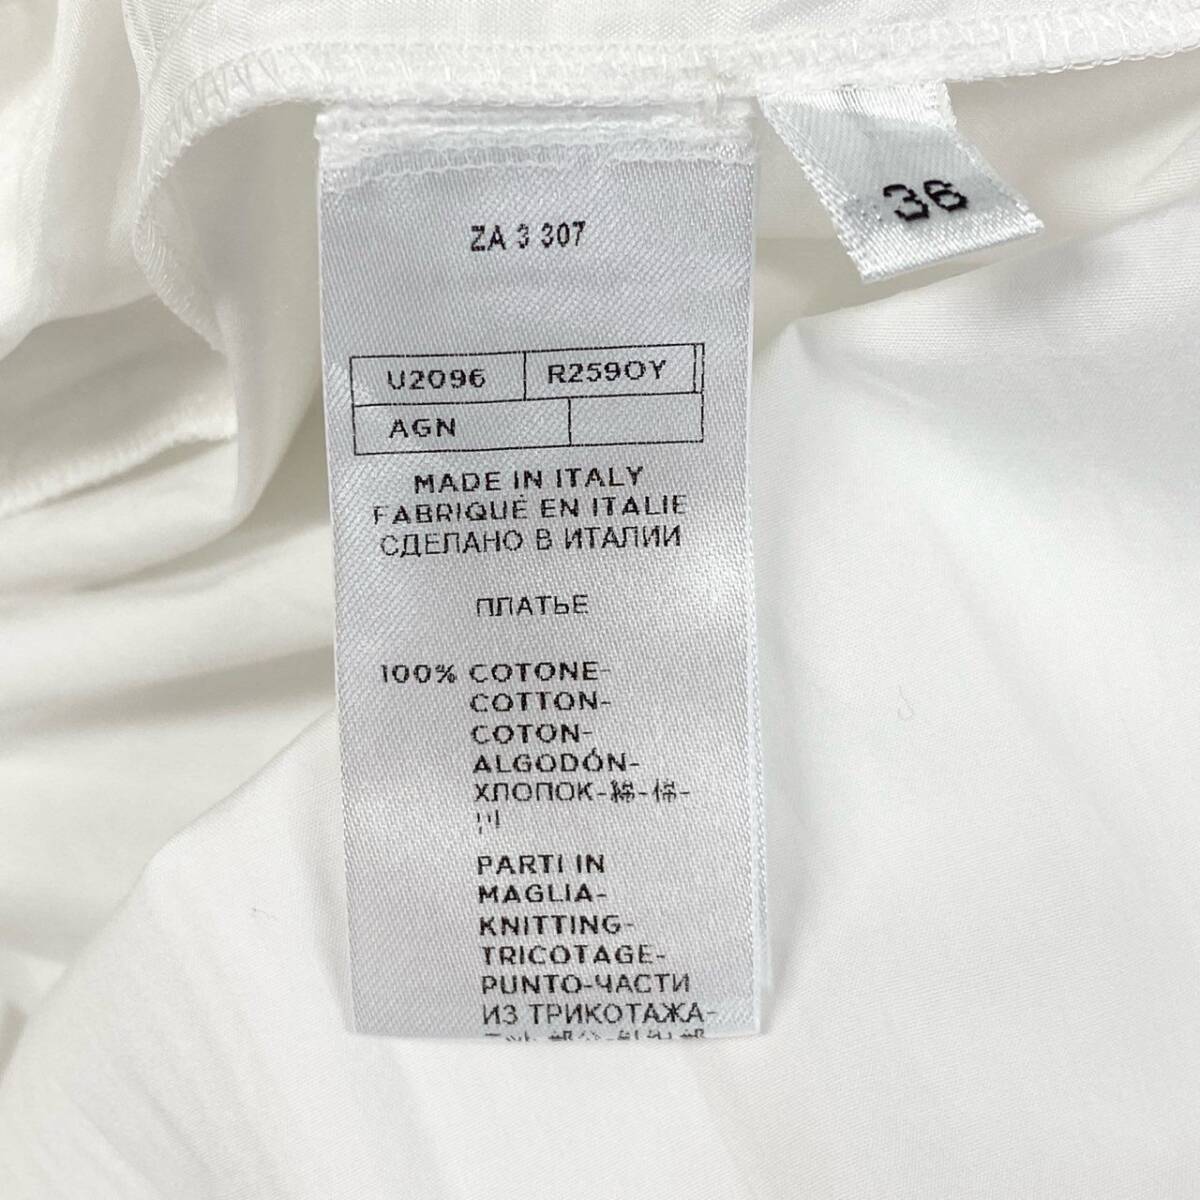 36
ZA 3 307
U2096 R259OY
AGN
MADE IN ITALY
FABRIQUÉ EN ITALIE
СДЕЛАНО В ИТАЛИИ
ПЛАТЬЕ
100% COTONE-
COTTON-
COTON-
ALGODÓN-
ХЛОПОК-綿-棉-
PARTI IN
MAGLIA-
KNITTING-
TRICOTAGE-
PUNTO-ЧАСТИ
ИЗ ТРИКОТАЖА-